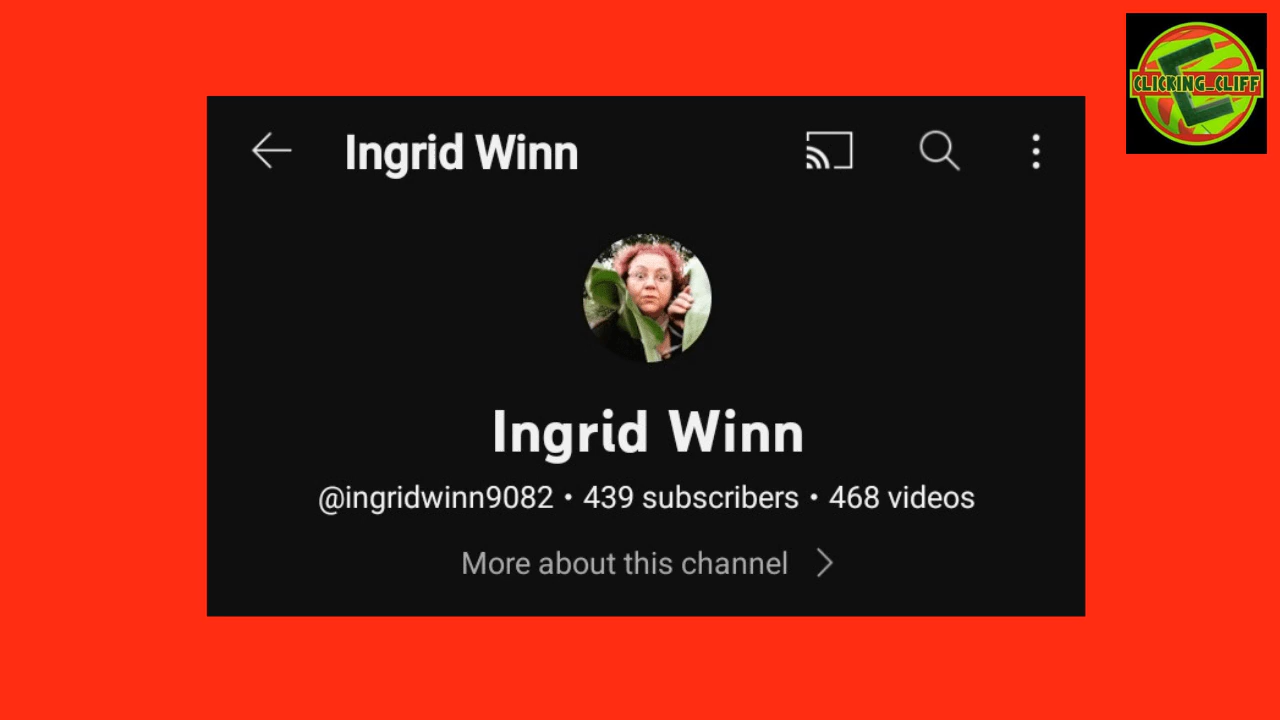 CLICKING_CLIFF
Ingrid Winn
Ingrid Winn
@ingridwinn9082 • 439 subscribers • 468 videos
More about this channel